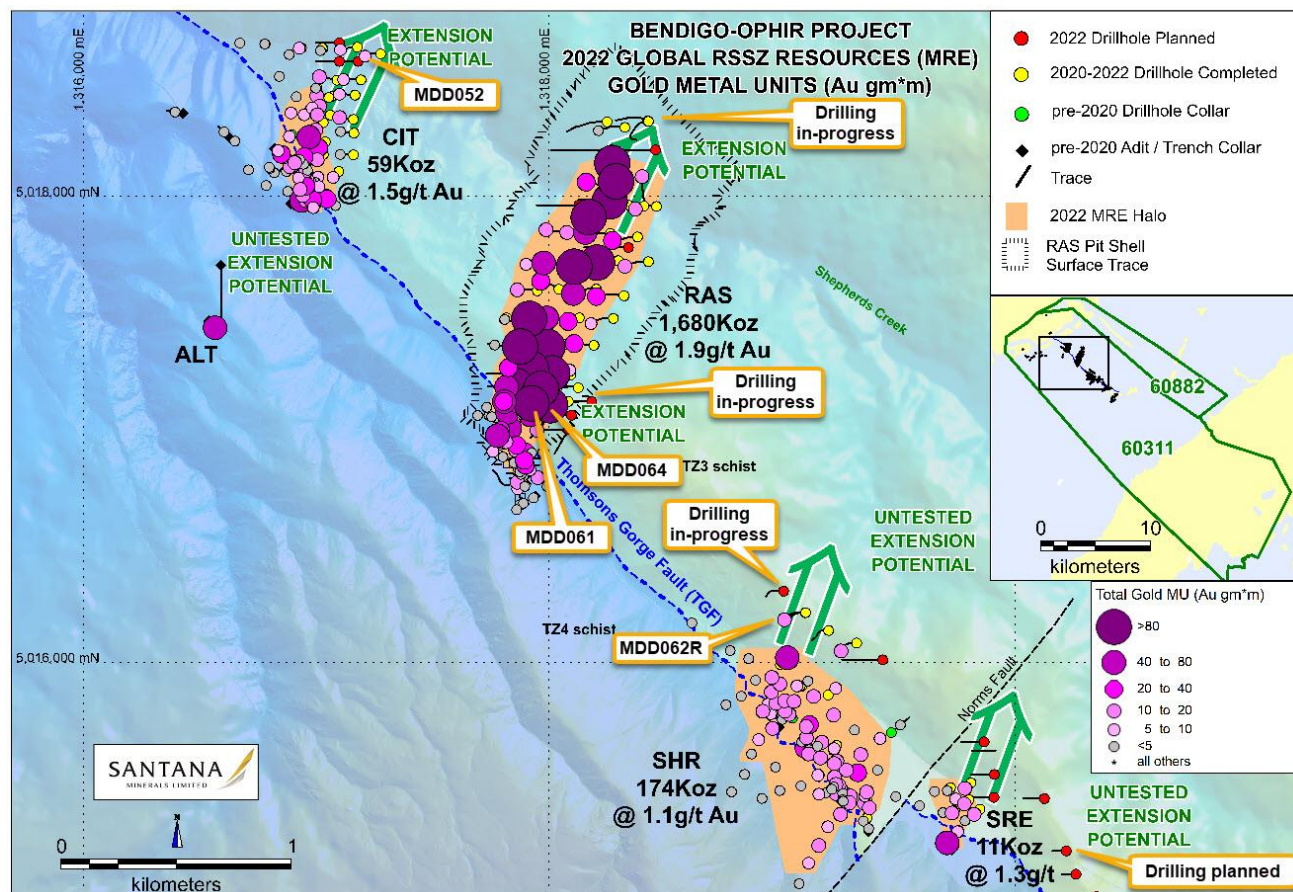 BENDIGO-OPHIR PROJECT
2022 GLOBAL RSSZ RESOURCES (MRE)
GOLD METAL UNITS (Au gm*m)
1,316,000 mE
1,318,000 mE
5,018,000 mN
5,016,000 mN
EXTENSION
POTENTIAL
MDD052
CIT
59Koz
@ 1.5g/t Au
UNTESTED
EXTENSION
POTENTIAL
ALT
Drilling
in-progress
EXTENSION
POTENTIAL
Shepherds Creek
RAS
1,680Koz
@ 1.9g/t Au
Drilling
in-progress
EXTENSION
POTENTIAL
MDD064
TZ3 schist
MDD061
Thomsons Gorge Fault (TGF)
Drilling
in-progress
UNTESTED
EXTENSION
POTENTIAL
TZ4 schist
MDD062R
Norms Fault
SHR
174Koz
@ 1.1g/t Au
SRE
11Koz
@ 1.3g/t
UNTESTED
EXTENSION
POTENTIAL
Drilling planned
SANTANA
MINERALS LIMITED
N
0 1
kilometers
2022 Drillhole Planned
2020-2022 Drillhole Completed
pre-2020 Drillhole Collar
pre-2020 Adit / Trench Collar
Trace
2022 MRE Halo
RAS Pit Shell
Surface Trace
60882
60311
0 10
kilometers
Total Gold MU (Au gm*m)
>80
40 to 80
20 to 40
10 to 20
5 to 10
<5
all others